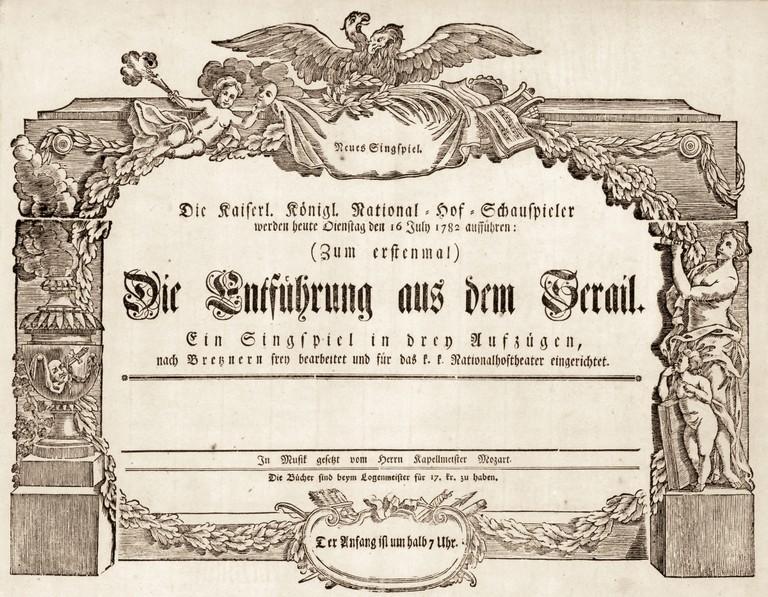 Neues Singspiel.
Die Kaiserl. Königl. National-Hof-Schauspieler
werden heute Dienstag den 16 July 1782 aufführen:
(Zum erstenmal)
Die Entführung aus dem Serail.
Ein Singspiel in drey Aufzügen,
nach Bretznern frey bearbeitet und für das k. k. Nationalhoftheater eingerichtet.
In Musik gesetzt vom Herrn Kapellmeister Mozart.
Die Bücher sind beym Logenmeister für 17. kr. zu haben.
Der Anfang ist um halb 7 Uhr.